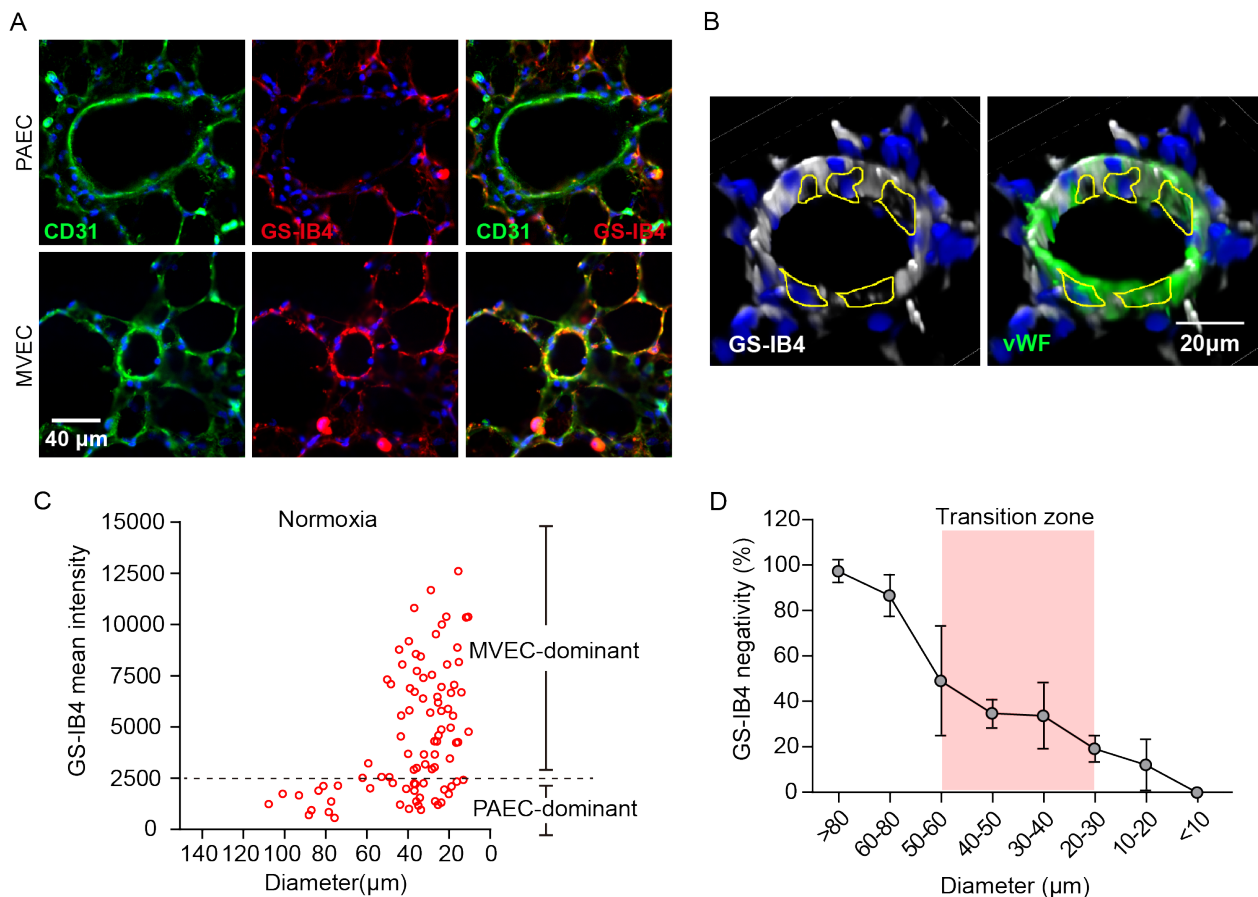 A
PAEC
CD31
GS-IB4
CD31
GS-IB4
MVEC
40 μm
B
GS-IB4
vWF
20μm
C
Normoxia
GS-IB4 mean intensity
15000
12500
10000
7500
5000
2500
0
MVEC-dominant
PAEC-dominant
140 120 100 80 60 40 20 0
Diameter(μm)
D
Transition zone
GS-IB4 negativity (%)
120
100
80
60
40
20
0
>80
60-80
50-60
40-50
30-40
20-30
10-20
<10
Diameter (μm)